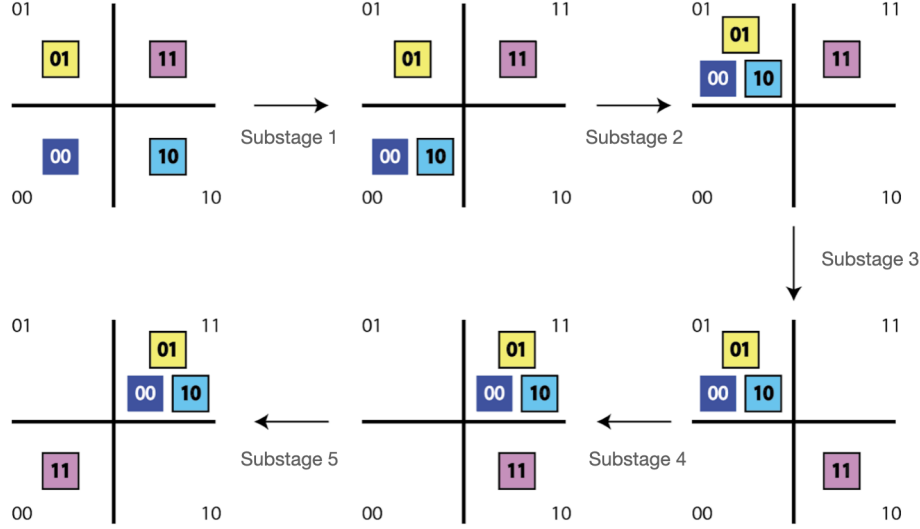 01 11 01 11 01 11
01 11 01 11 01 11
00 10
Substage 1 Substage 2
00 10 00 10
00 10 00 10 00 10
Substage 3
01 11 01 11 01 11
01 01 01
00 10 00 10 00 10
Substage 5 Substage 4
11 11 11
00 10 00 10 00 10